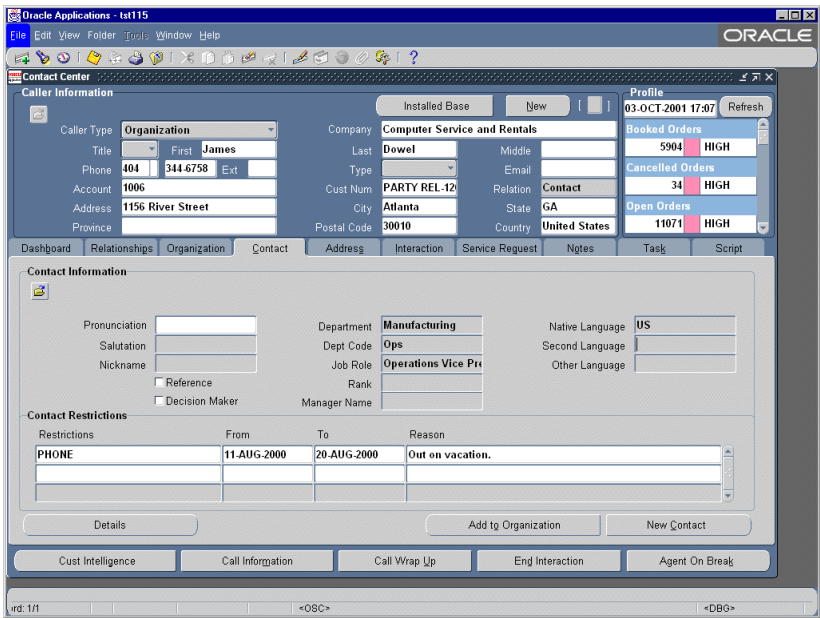 Oracle Applications - tst115
File Edit View Folder Tools Window Help
ORACLE
Contact Center
Caller Information
Profile
Installed Base New [ ]
03-OCT-2001 17:07 Refresh
Caller Type Organization Company Computer Service and Rentals
Booked Orders
Title First James Last Dowel Middle
5904 HIGH
Phone 404 344-6758 Ext Type Email
Cancelled Orders
Account 1006 Cust Num PARTY REL-12 Relation Contact
34 HIGH
Address 1156 River Street City Atlanta State GA
Open Orders
Province Postal Code 30010 Country United States
11071 HIGH
Dashboard Relationships Organization Contact Address Interaction Service Request Notes Task Script
Contact Information
Pronunciation Department Manufacturing Native Language US
Salutation Dept Code Ops Second Language
Nickname Job Role Operations Vice Pre Other Language
Reference Rank
Decision Maker Manager Name
Contact Restrictions
Restrictions From To Reason
PHONE 11-AUG-2000 20-AUG-2000 Out on vacation.
Details Add to Organization New Contact
Cust Intelligence Call Information Call Wrap Up End Interaction Agent On Break
ord: 1/1 <OSC> <DBG>